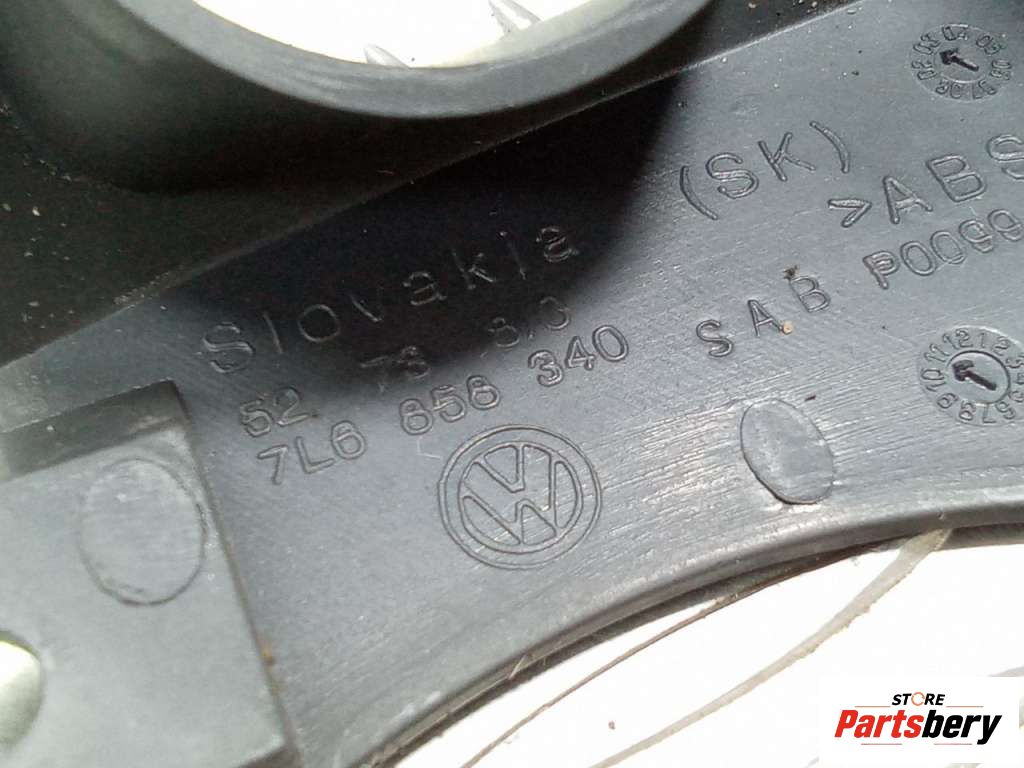 Slovakia (SK)
>ABS
7L6 858 340 SAB P0099
STORE
Partsbery